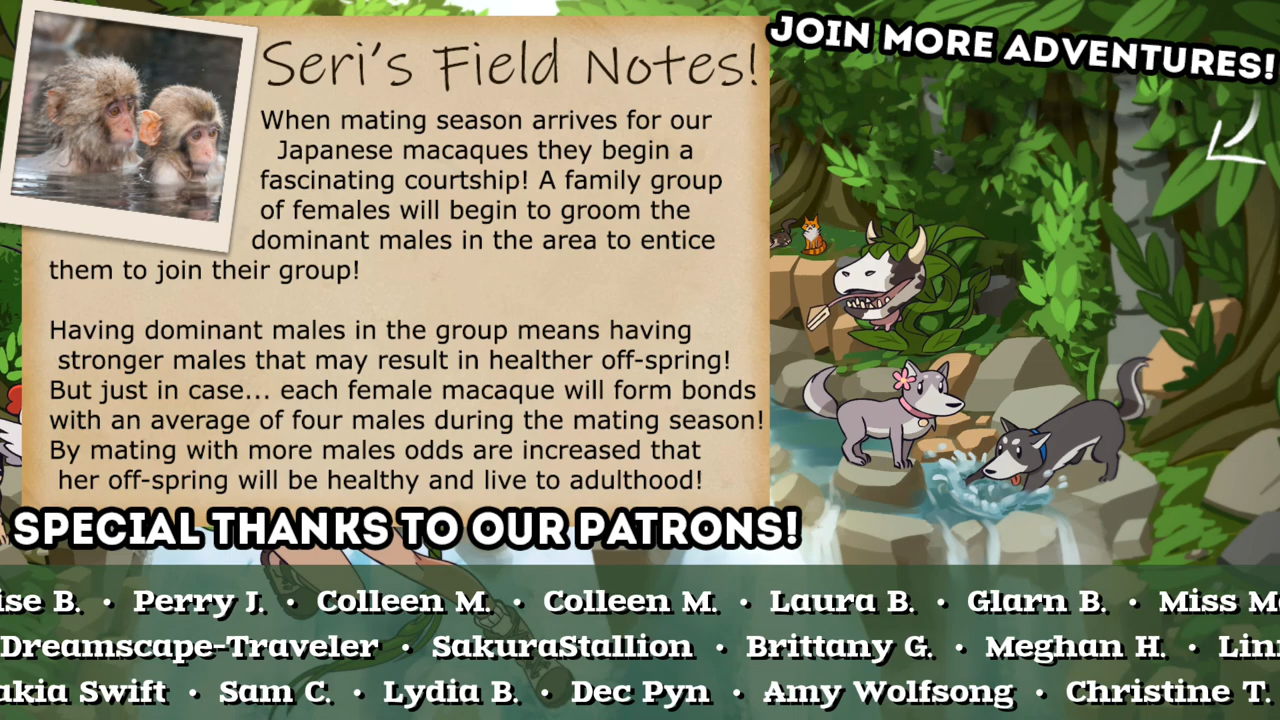 Seri's Field Notes!
JOIN MORE ADVENTURES!
When mating season arrives for our
Japanese macaques they begin a
fascinating courtship! A family group
of females will begin to groom the
dominant males in the area to entice
them to join their group!
Having dominant males in the group means having
stronger males that may result in healther off-spring!
But just in case... each female macaque will form bonds
with an average of four males during the mating season!
By mating with more males odds are increased that
her off-spring will be healthy and live to adulthood!
SPECIAL THANKS TO OUR PATRONS!
B. • Perry J. • Colleen M. • Colleen M. • Laura B. • Glarn B. • Miss
Dreamscape-Traveler • SakuraStallion • Brittany G. • Meghan H. •
Swift • Sam C. • Lydia B. • Dec Pyn • Amy Wolfsong • Christine T.